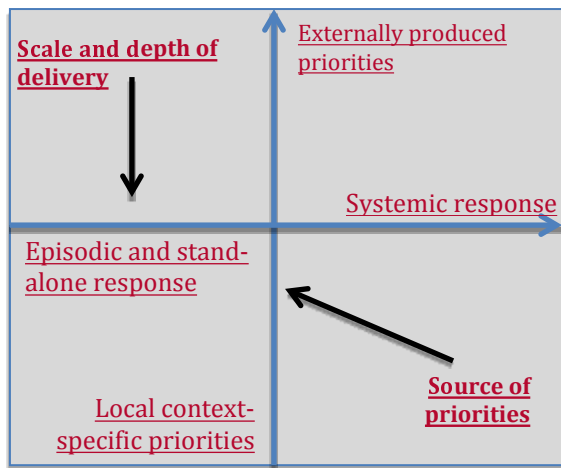 Scale and depth of
delivery
Externally produced
priorities
Systemic response
Episodic and stand-
alone response
Source of
priorities
Local context-
specific priorities